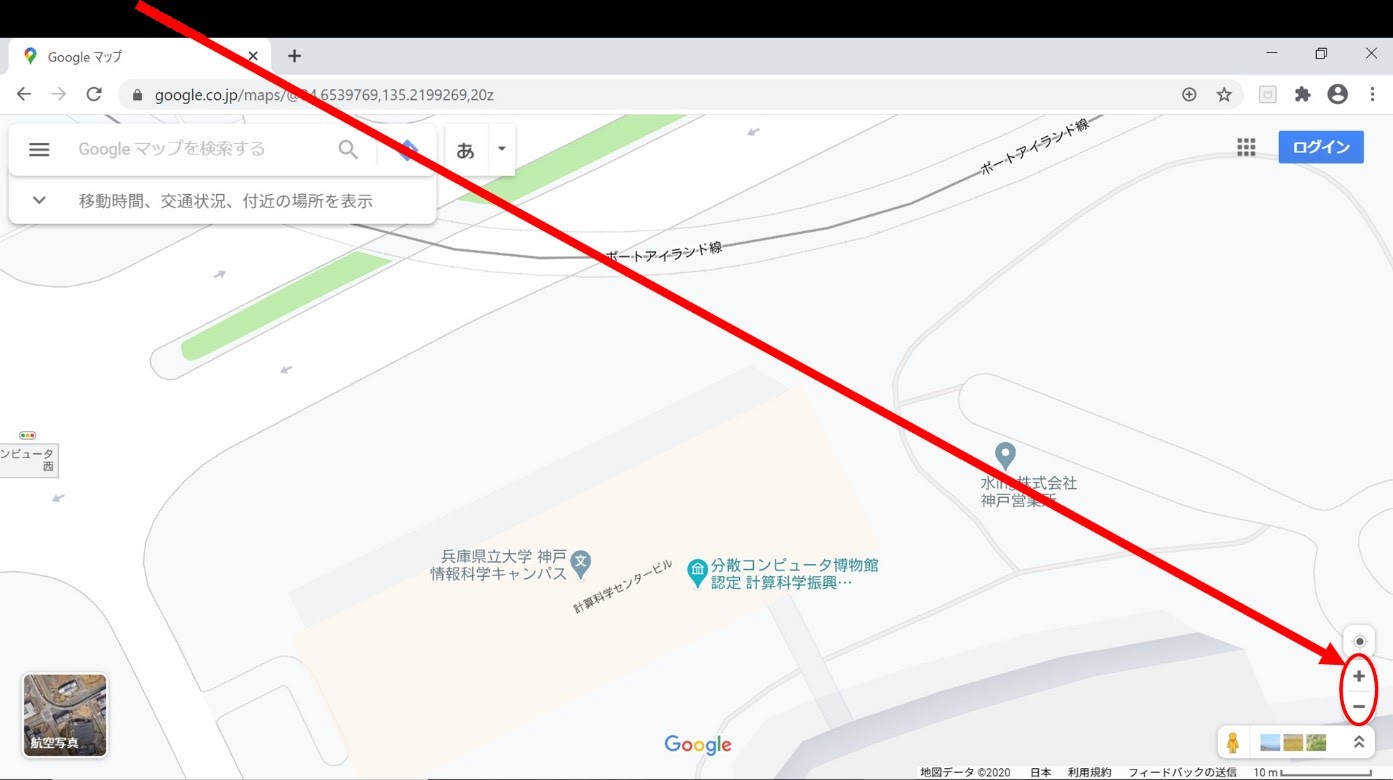 Google マップ
google.co.jp/maps/@34.6539769,135.2199269,20z
Google マップを検索する
あ
ログイン
移動時間、交通状況、付近の場所を表示
ポートアイランド線
ポートアイランド線
ンピュータ
西
水ing株式会社
神戸営業所
兵庫県立大学 神戸
情報科学キャンパス
文
計算科学センタービル
分散コンピュータ博物館
認定 計算科学振興…
航空写真
Google
地図データ ©2020 日本 利用規約 フィードバックの送信 10 m